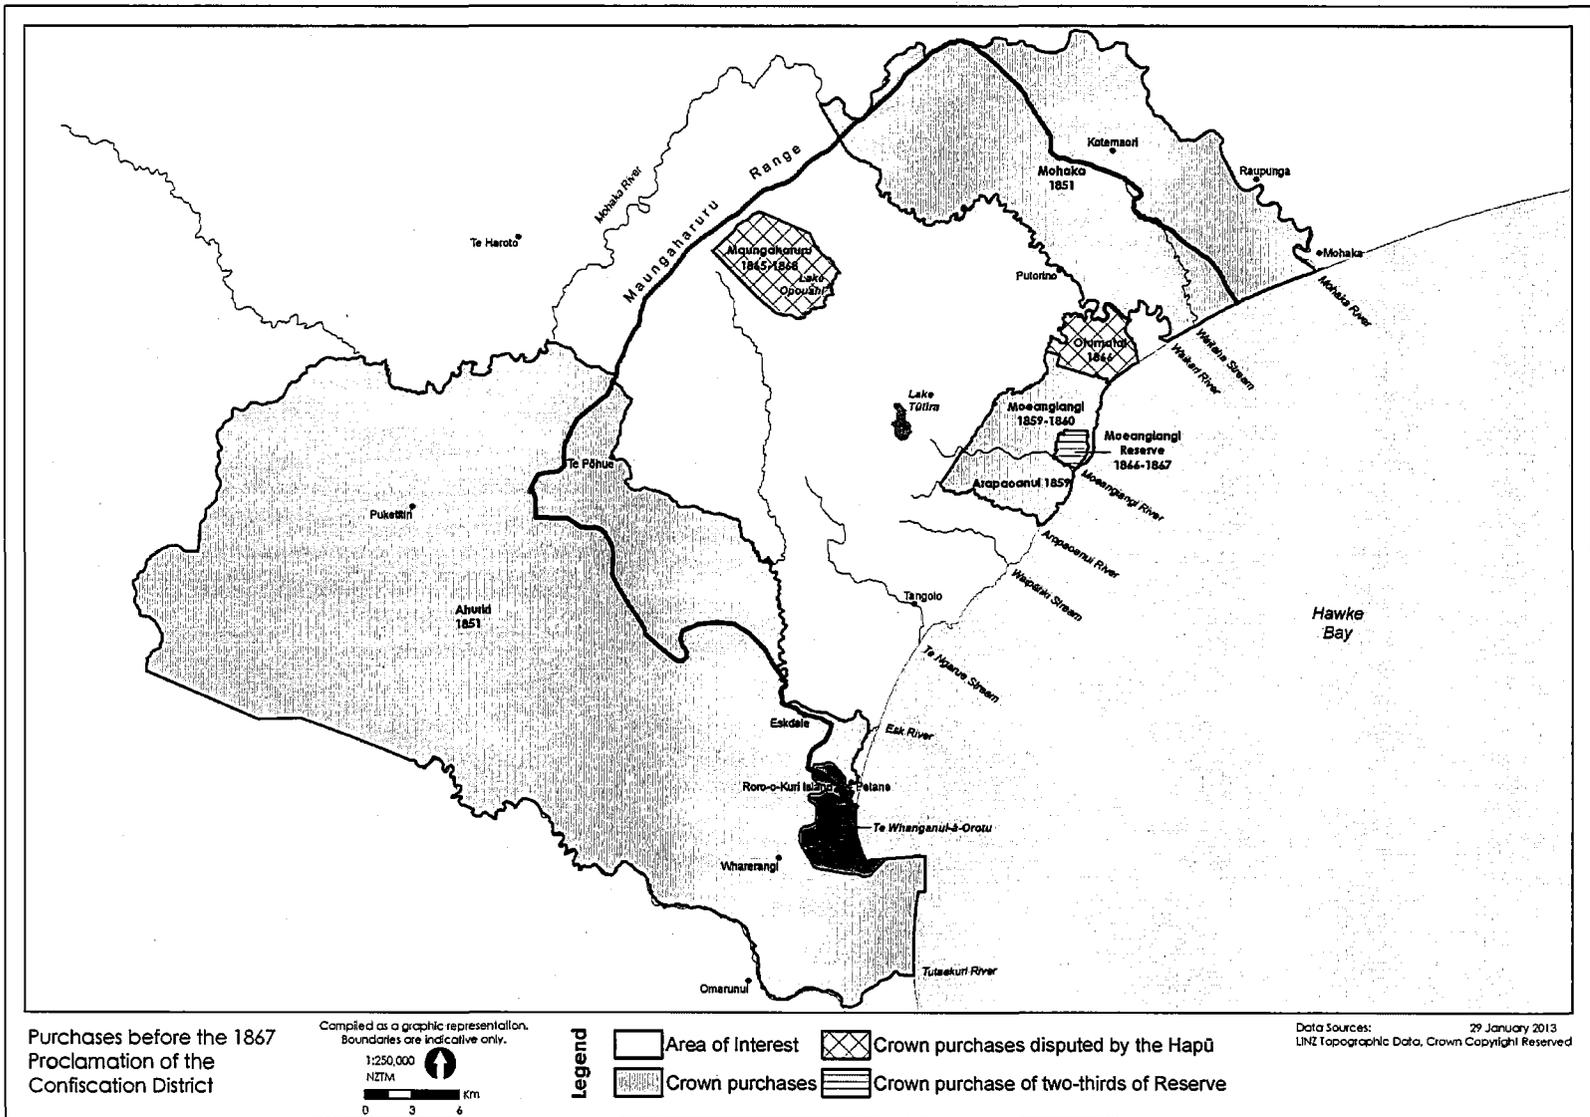 Kotemaori
Mohaka
1851
Raupunga
Mohaka
Mohaka River
Mohaka River
Te Haroto
Maungaharuru Range
Maungaharuru
1865-1868
Lake
Opouahi
Putorino
Otumatai
1866
Waitaha Stream
Waikari River
Lake
Tūtira
Moeangiangi
1859-1860
Moeangiangi
Reserve
1866-1867
Arapaoanui 1859
Moeangiangi River
Te Pōhue
Puketitiri
Aropaoanui River
Waipātiki Stream
Ahuriri
1851
Tangoio
Hawke
Bay
Te Ngarue Stream
Eskdale
Esk River
Roro-o-Kuri Island
Petane
Te Whanganui-ā-Orotu
Wharerangi
Tutaekuri River
Omarunui
Purchases before the 1867
Proclamation of the
Confiscation District
Compiled as a graphic representation.
Boundaries are indicative only.
1:250,000
NZTM
Km
0 3 6
Legend
Area of Interest
Crown purchases disputed by the Hapū
Crown purchases
Crown purchase of two-thirds of Reserve
Data Sources: 29 January 2013
LINZ Topographic Data, Crown Copyright Reserved